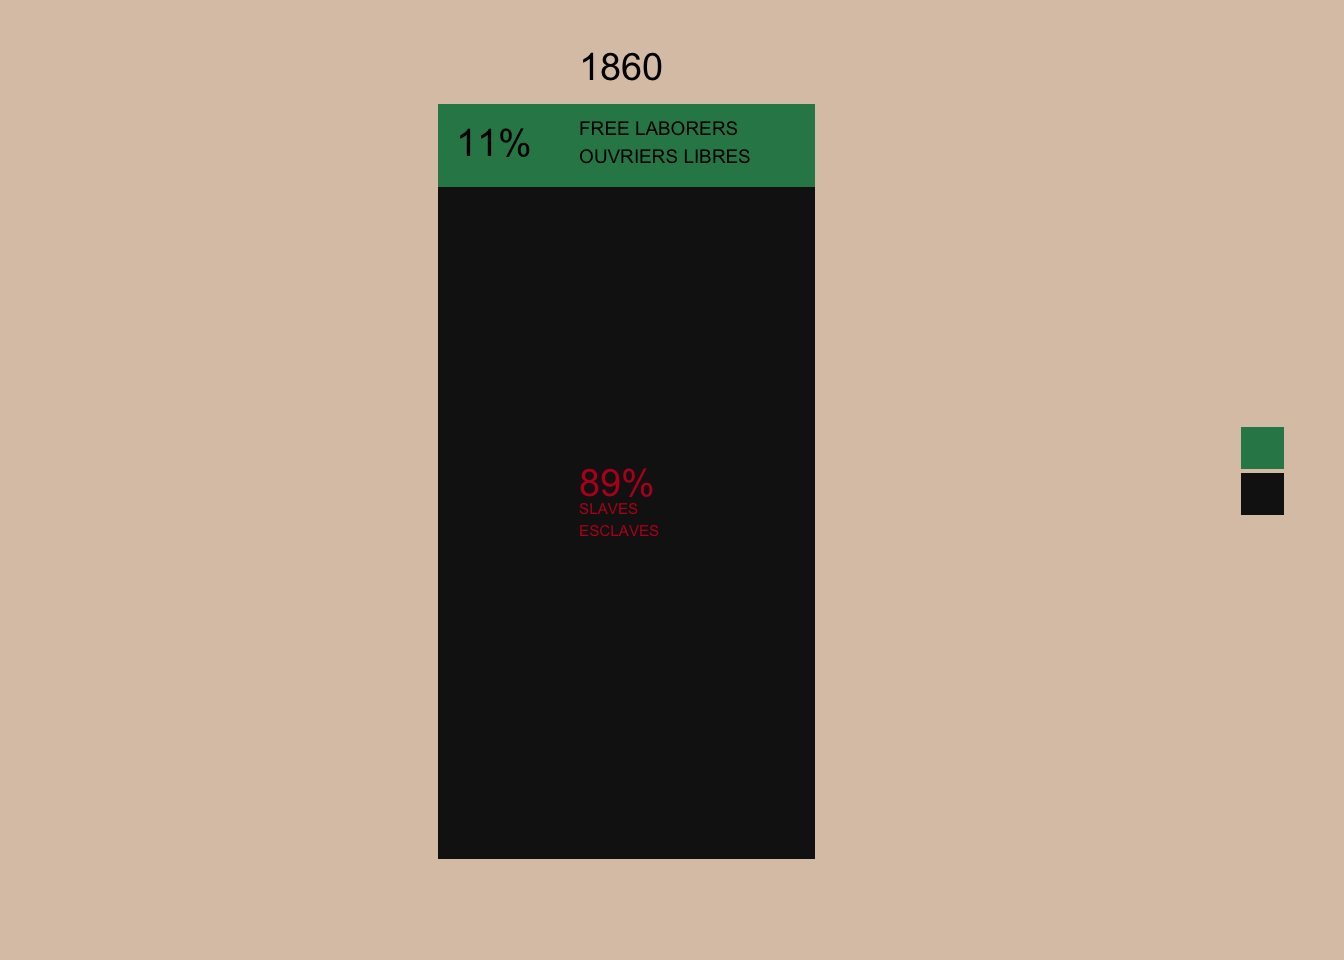 1860
11%
FREE LABORERS
OUVRIERS LIBRES
89%
SLAVES
ESCLAVES